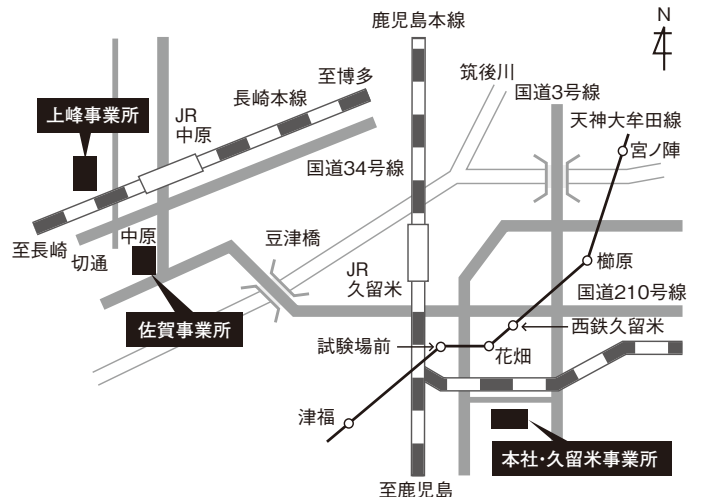 鹿児島本線
N
筑後川
至博多
国道3号線
長崎本線
JR
中原
上峰事業所
天神大牟田線
宮ノ陣
国道34号線
至長崎
切通
中原
豆津橋
JR
久留米
櫛原
国道210号線
佐賀事業所
試験場前
西鉄久留米
花畑
津福
本社・久留米事業所
至鹿児島